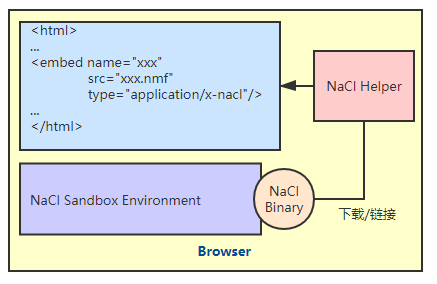 <html>
...
<embed name="xxx"
src="xxx.nmf"
type="application/x-nacl"/>
...
</html>
NaCl Helper
NaCl Sandbox Environment
NaCl
Binary
下载/链接
Browser